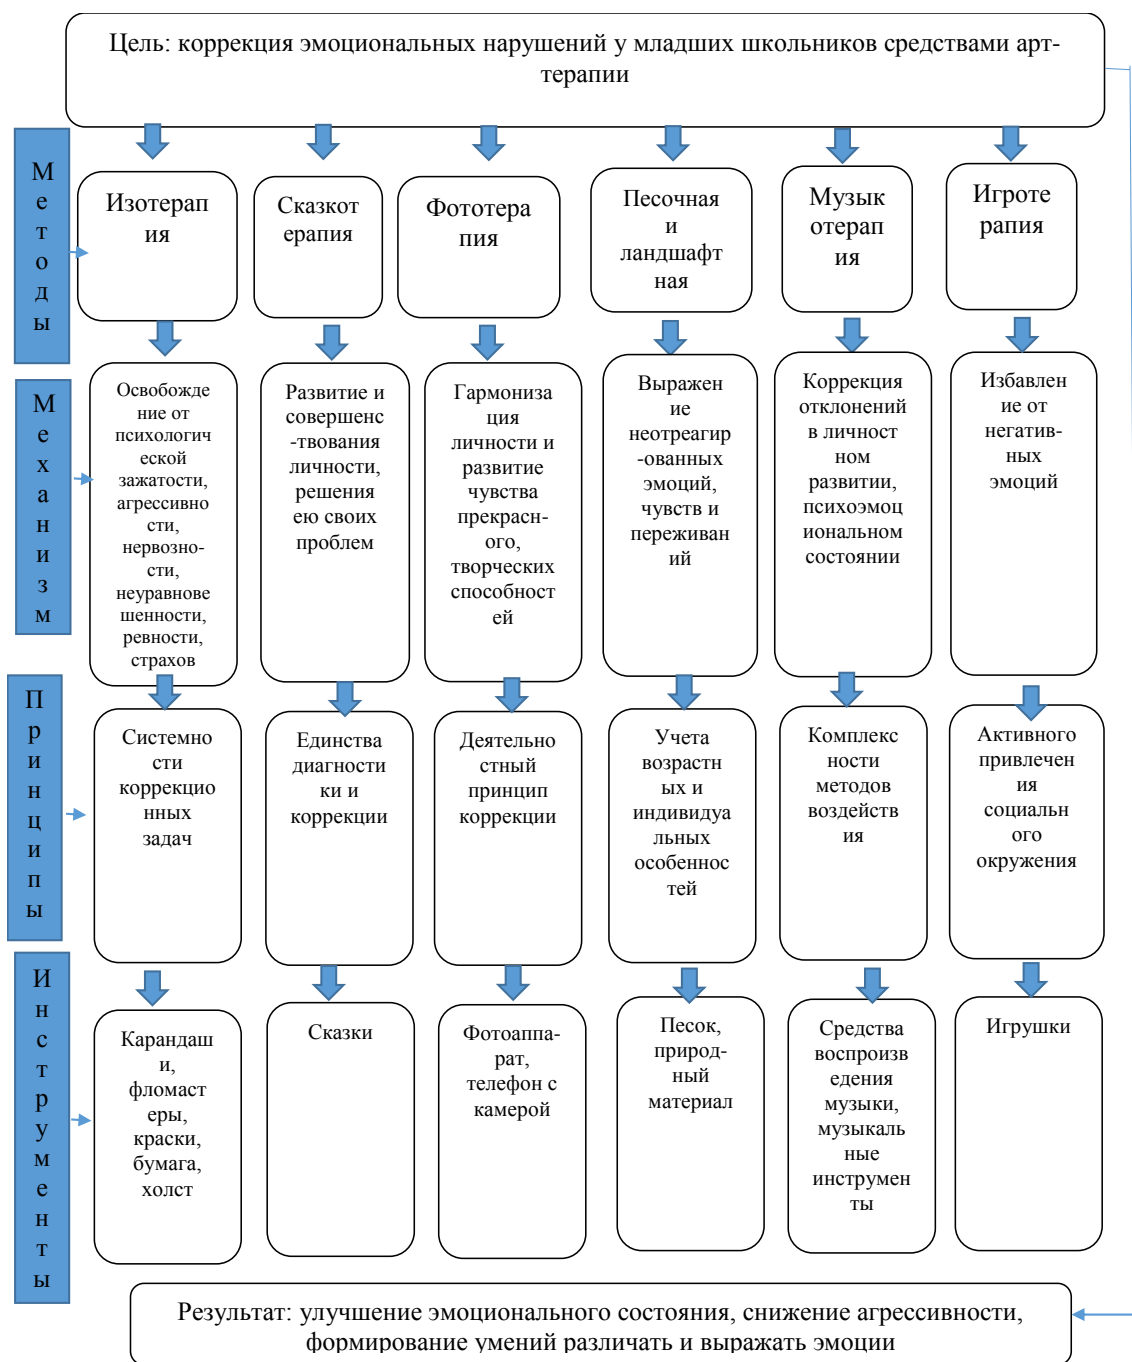 Цель: коррекция эмоциональных нарушений у младших школьников средствами арт-
терапии
М
е
т
о
д
ы
Изотерап
ия
Сказкот
ерапия
Фототера
пия
Песочная
и
ландшафт
ная
Музык
отерап
ия
Игроте
рапия
М
е
х
а
н
и
з
м
Освобожде
ние от
психологич
еской
зажатости,
агрессивно
сти,
нервозно-
сти,
неуравнове
шенности,
ревности,
страхов
Развитие и
совершенс
-твования
личности,
решения
ею своих
проблем
Гармониза
ция
личности и
развитие
чувства
прекрасн-
ого,
творческих
способност
ей
Выражен
ие
неотреагир
-ованных
эмоций,
чувств и
переживан
ий
Коррекция
отклонений
в личност
ном
развитии,
психоэмоц
иональном
состоянии
Избавлен
ие от
негатив-
ных
эмоций
П
р
и
н
ц
и
п
ы
Системно
сти
коррекцио
нных
задач
Единства
диагности
ки и
коррекции
Деятельно
стный
принцип
коррекции
Учета
возрастн
ых и
индивидуа
льных
особеннос
тей
Комплекс
ности
методов
воздейств
ия
Активного
привлечен
ия
социальн
ого
окружения
И
н
с
т
р
у
м
е
н
т
ы
Карандаш
и,
фломаст
еры,
краски,
бумага,
холст
Сказки
Фотоаппа-
рат,
телефон с
камерой
Песок,
природ-
ный
материал
Средства
воспроизв
едения
музыки,
музыкаль
ные
инструмен
ты
Игрушки
Результат: улучшение эмоционального состояния, снижение агрессивности,
формирование умений различать и выражать эмоции